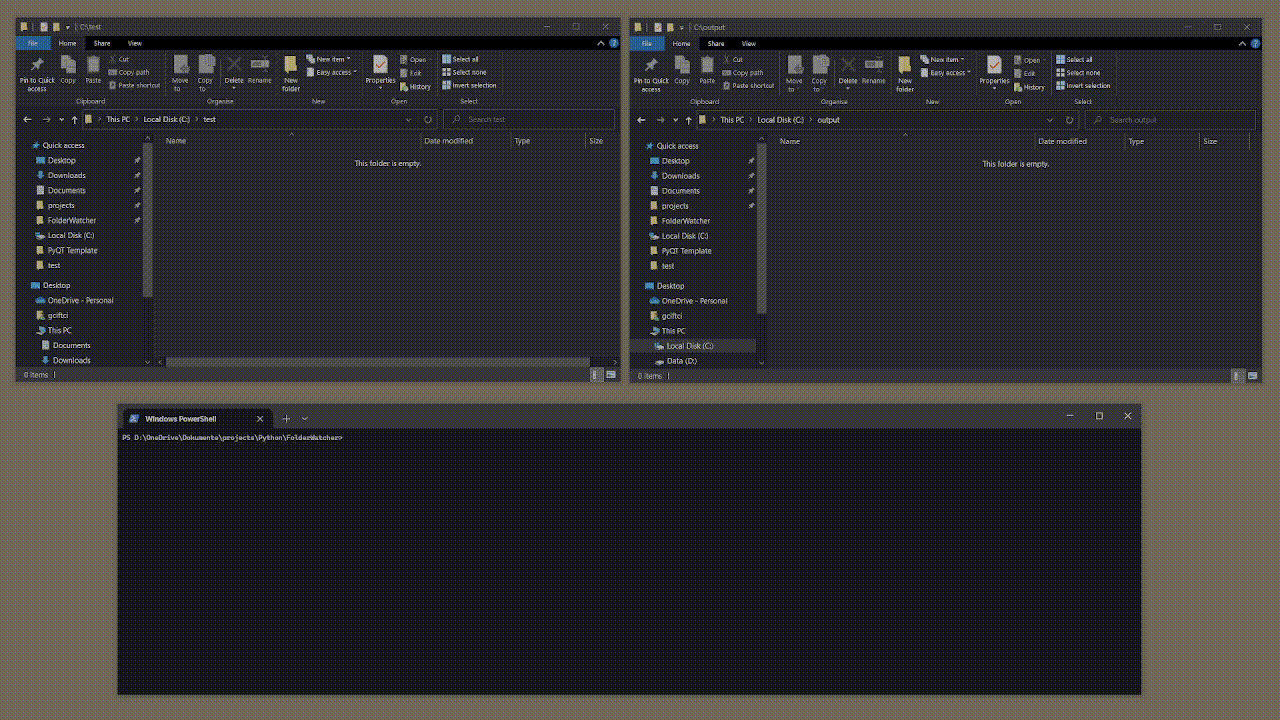 C:\test
File Home Share View
Pin to Quick access
Copy
Paste
Cut
Copy path
Paste shortcut
Clipboard
Move to
Copy to
Delete
Rename
Organise
New folder
New item
Easy access
New
Properties
Open
Edit
History
Open
Select all
Select none
Invert selection
Select
This PC > Local Disk (C:) > test
Search test
Name Date modified Type Size
This folder is empty.
Quick access
Desktop
Downloads
Documents
projects
FolderWatcher
Local Disk (C:)
PyQT Template
test
Desktop
OneDrive - Personal
gciftci
This PC
Documents
Downloads
0 items
C:\output
File Home Share View
Pin to Quick access
Copy
Paste
Cut
Copy path
Paste shortcut
Clipboard
Move to
Copy to
Delete
Rename
Organise
New folder
New item
Easy access
New
Properties
Open
Edit
History
Open
Select all
Select none
Invert selection
Select
This PC > Local Disk (C:) > output
Search output
Name Date modified Type Size
This folder is empty.
Quick access
Desktop
Downloads
Documents
projects
FolderWatcher
Local Disk (C:)
PyQT Template
test
Desktop
OneDrive - Personal
gciftci
This PC
Local Disk (C:)
Data (D:)
0 items
Windows PowerShell
PS D:\OneDrive\Dokumente\projects\Python\FolderWatcher>